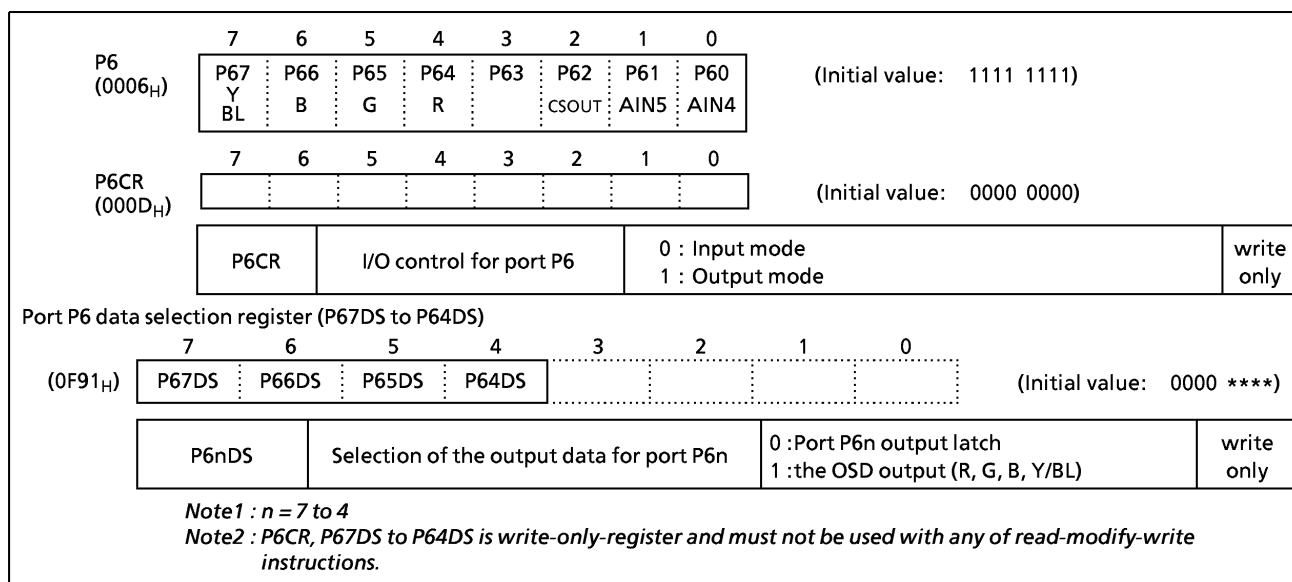 7 6 5 4 3 2 1 0
P6 (0006H) P67 P66 P65 P64 P63 P62 P61 P60 (Initial value: 1111 1111)
Y BL B G R CSOUT AIN5 AIN4
7 6 5 4 3 2 1 0
P6CR (000DH) (Initial value: 0000 0000)
P6CR I/O control for port P6 0 : Input mode write
1 : Output mode only
Port P6 data selection register (P67DS to P64DS)
7 6 5 4 3 2 1 0
(0F91H) P67DS P66DS P65DS P64DS (Initial value: 0000 ****)
P6nDS Selection of the output data for port P6n 0 :Port P6n output latch write
1 :the OSD output (R, G, B, Y/BL) only
Note1 : n = 7 to 4
Note2 : P6CR, P67DS to P64DS is write-only-register and must not be used with any of read-modify-write
instructions.